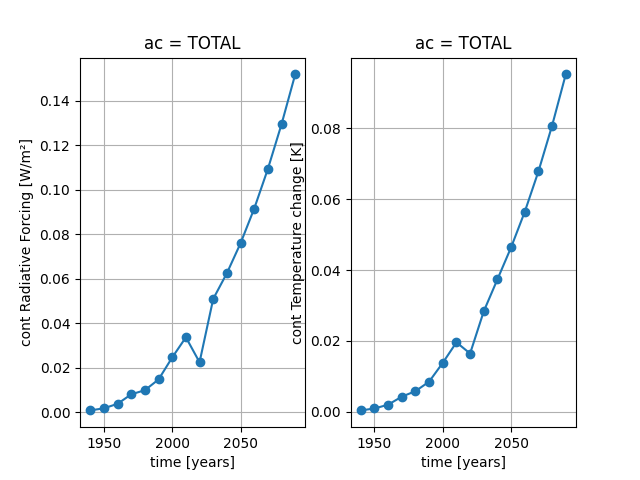 ac = TOTAL
cont Radiative Forcing [W/m²]
0.14
0.12
0.10
0.08
0.06
0.04
0.02
0.00
1950 2000 2050
time [years]
ac = TOTAL
cont Temperature change [K]
0.08
0.06
0.04
0.02
0.00
1950 2000 2050
time [years]